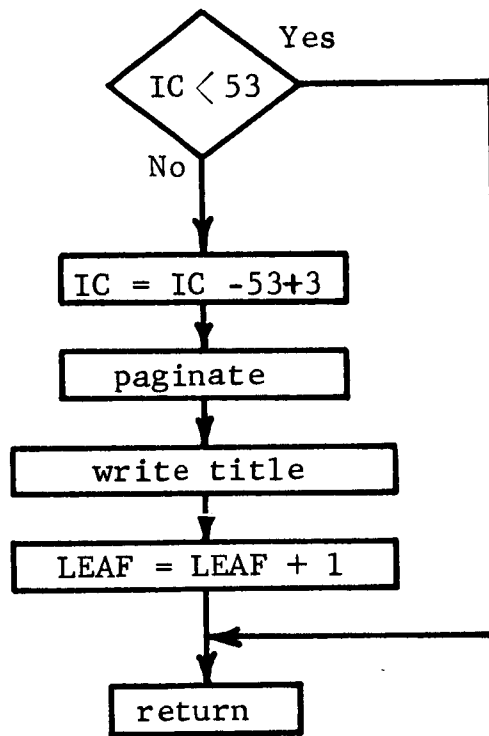 Yes
IC < 53
No
IC = IC -53+3
paginate
write title
LEAF = LEAF + 1
return